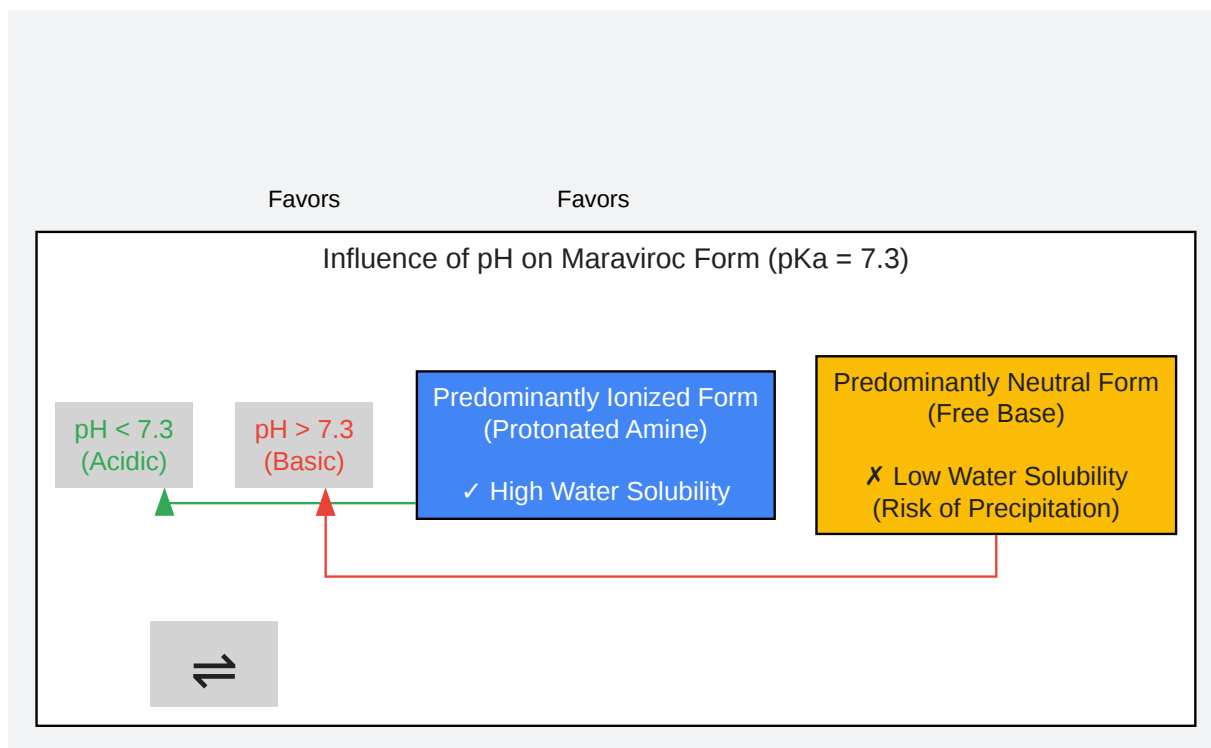 Favors
Favors
Influence of pH on Maraviroc Form (pKa = 7.3)
pH < 7.3
(Acidic)
pH > 7.3
(Basic)
Predominantly Ionized Form
(Protonated Amine)
✓ High Water Solubility
Predominantly Neutral Form
(Free Base)
✗ Low Water Solubility
(Risk of Precipitation)
⇌